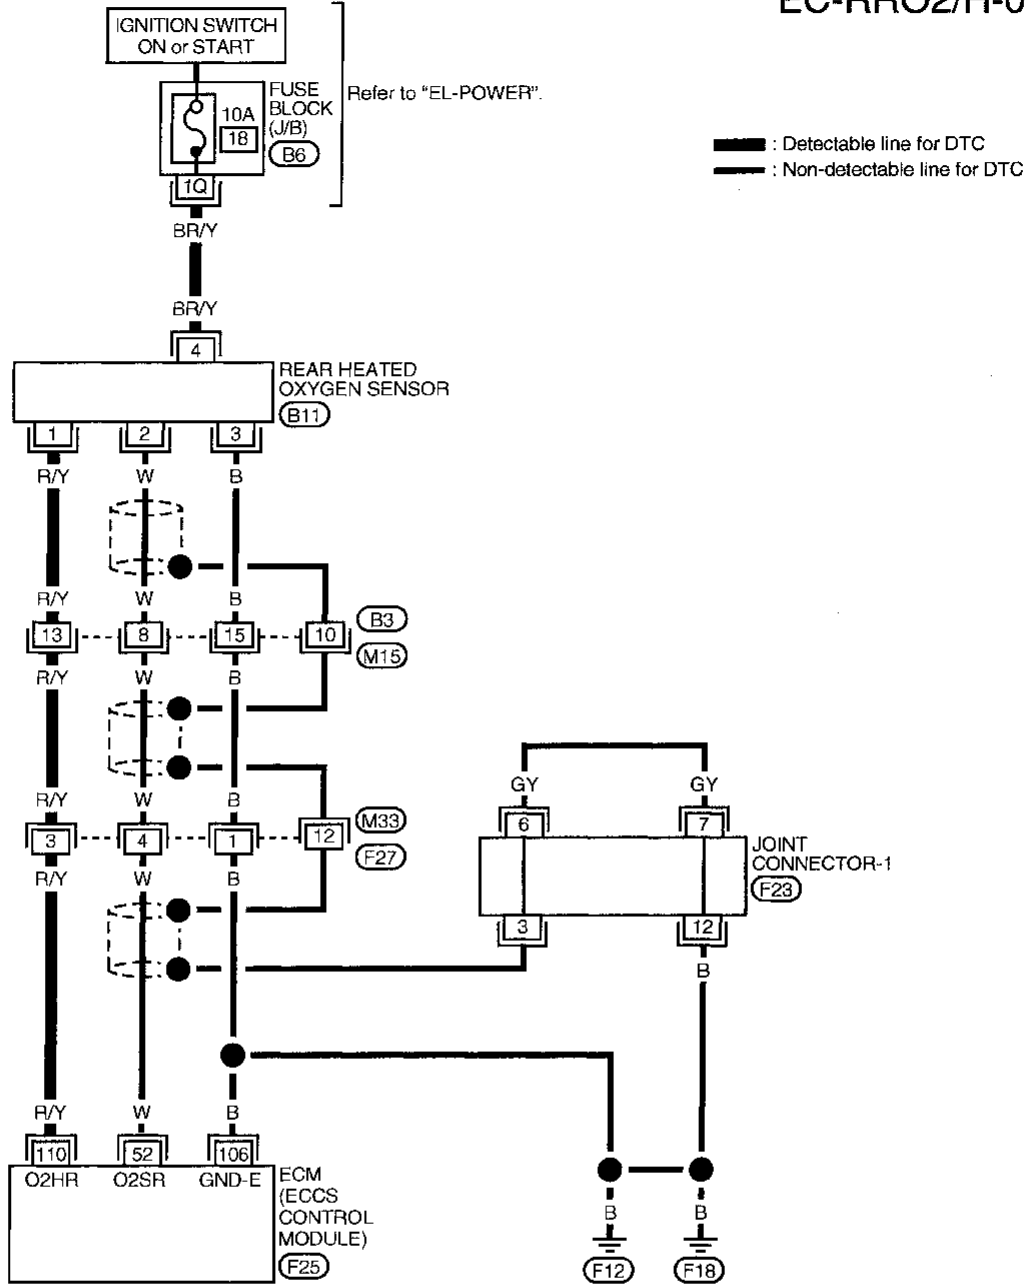 IGNITION SWITCH
ON or START
FUSE
BLOCK
(J/B)
B6
10A
18
1Q
Refer to "EL-POWER".
: Detectable line for DTC
: Non-detectable line for DTC
BR/Y
BR/Y
4
REAR HEATED
OXYGEN SENSOR
B11
1 2 3
R/Y W B
R/Y W B
13 8 15 10
B3
M15
R/Y W B
R/Y W B
3 4 1 12
M33
F27
R/Y W B
GY GY
6 7
JOINT
CONNECTOR-1
F23
3 12
B
R/Y W B
110 52 106
O2HR O2SR GND-E
ECM
(ECCS
CONTROL
MODULE)
F25
B B
F12 F18